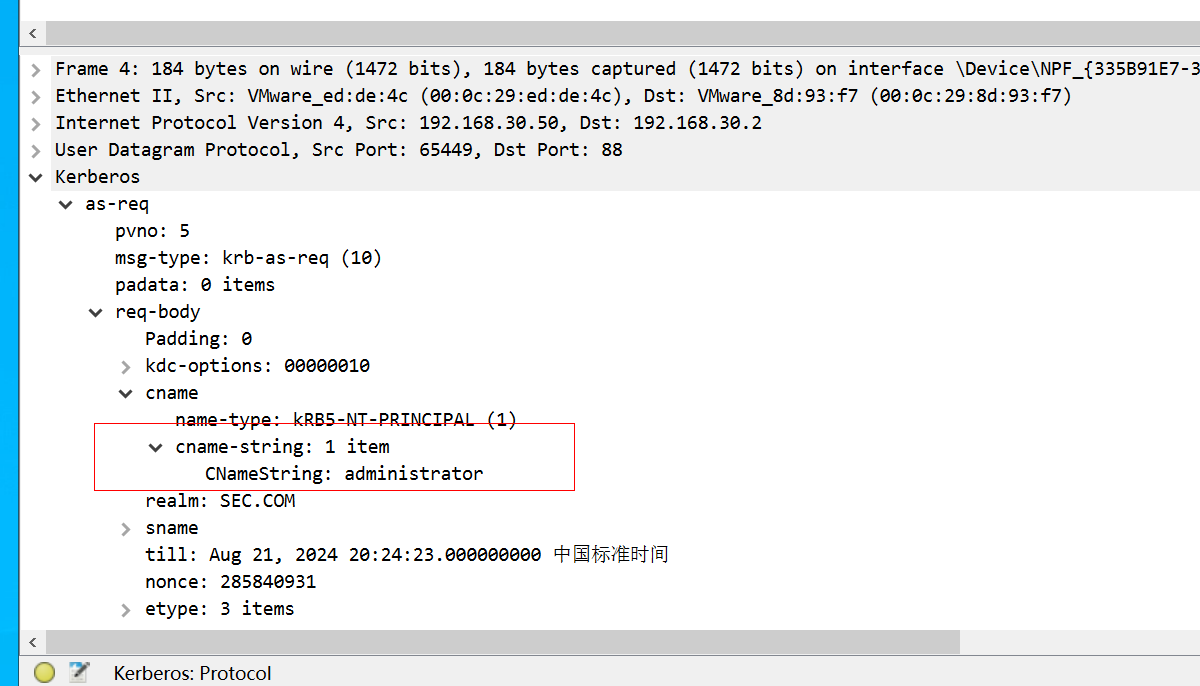 Frame 4: 184 bytes on wire (1472 bits), 184 bytes captured (1472 bits) on interface \Device\NPF_{335B91E7-3
Ethernet II, Src: VMware_ed:de:4c (00:0c:29:ed:de:4c), Dst: VMware_8d:93:f7 (00:0c:29:8d:93:f7)
Internet Protocol Version 4, Src: 192.168.30.50, Dst: 192.168.30.2
User Datagram Protocol, Src Port: 65449, Dst Port: 88
Kerberos
as-req
pvno: 5
msg-type: krb-as-req (10)
padata: 0 items
req-body
Padding: 0
kdc-options: 00000010
cname
name-type: kRB5-NT-PRINCIPAL (1)
cname-string: 1 item
CNameString: administrator
realm: SEC.COM
sname
till: Aug 21, 2024 20:24:23.000000000 中国标准时间
nonce: 285840931
etype: 3 items
Kerberos: Protocol